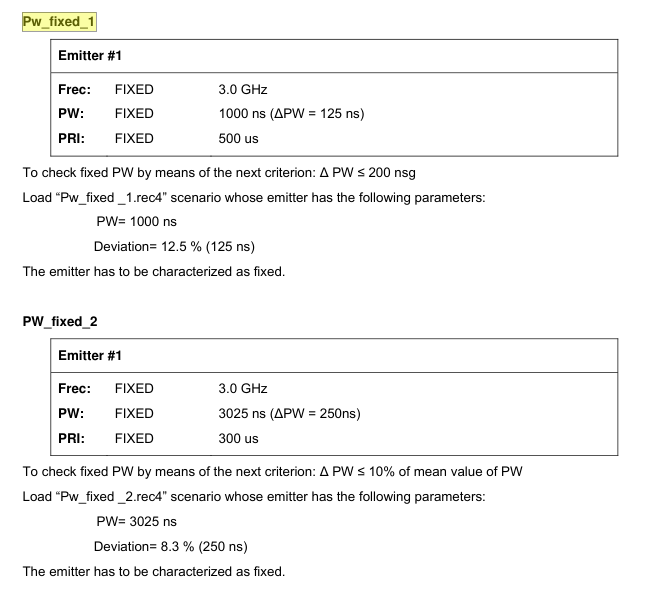 Pw_fixed_1
Emitter #1
Frec: FIXED 3.0 GHz
PW: FIXED 1000 ns (ΔPW = 125 ns)
PRI: FIXED 500 us
To check fixed PW by means of the next criterion: Δ PW ≤ 200 nsg
Load “Pw_fixed _1.rec4” scenario whose emitter has the following parameters:
PW= 1000 ns
Deviation= 12.5 % (125 ns)
The emitter has to be characterized as fixed.
PW_fixed_2
Emitter #1
Frec: FIXED 3.0 GHz
PW: FIXED 3025 ns (ΔPW = 250ns)
PRI: FIXED 300 us
To check fixed PW by means of the next criterion: Δ PW ≤ 10% of mean value of PW
Load “Pw_fixed _2.rec4” scenario whose emitter has the following parameters:
PW= 3025 ns
Deviation= 8.3 % (250 ns)
The emitter has to be characterized as fixed.